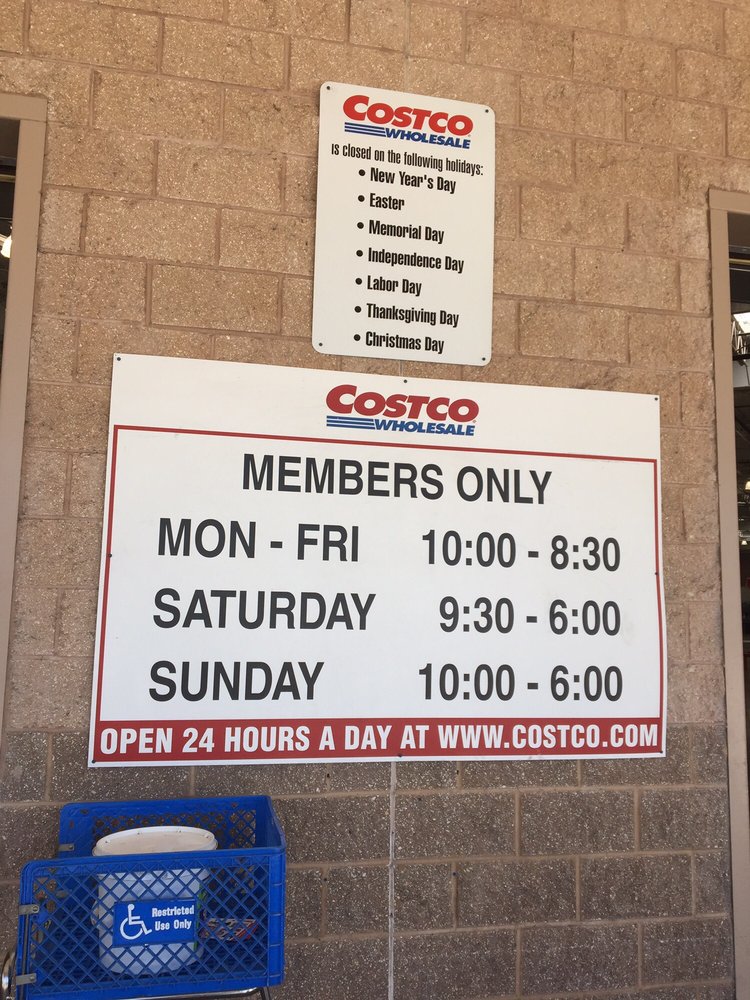 COSTCO
WHOLESALE
is closed on the following holidays:
• New Year's Day
• Easter
• Memorial Day
• Independence Day
• Labor Day
• Thanksgiving Day
• Christmas Day
COSTCO
WHOLESALE
MEMBERS ONLY
MON - FRI 10:00 - 8:30
SATURDAY 9:30 - 6:00
SUNDAY 10:00 - 6:00
OPEN 24 HOURS A DAY AT WWW.COSTCO.COM
Restricted
Use Only